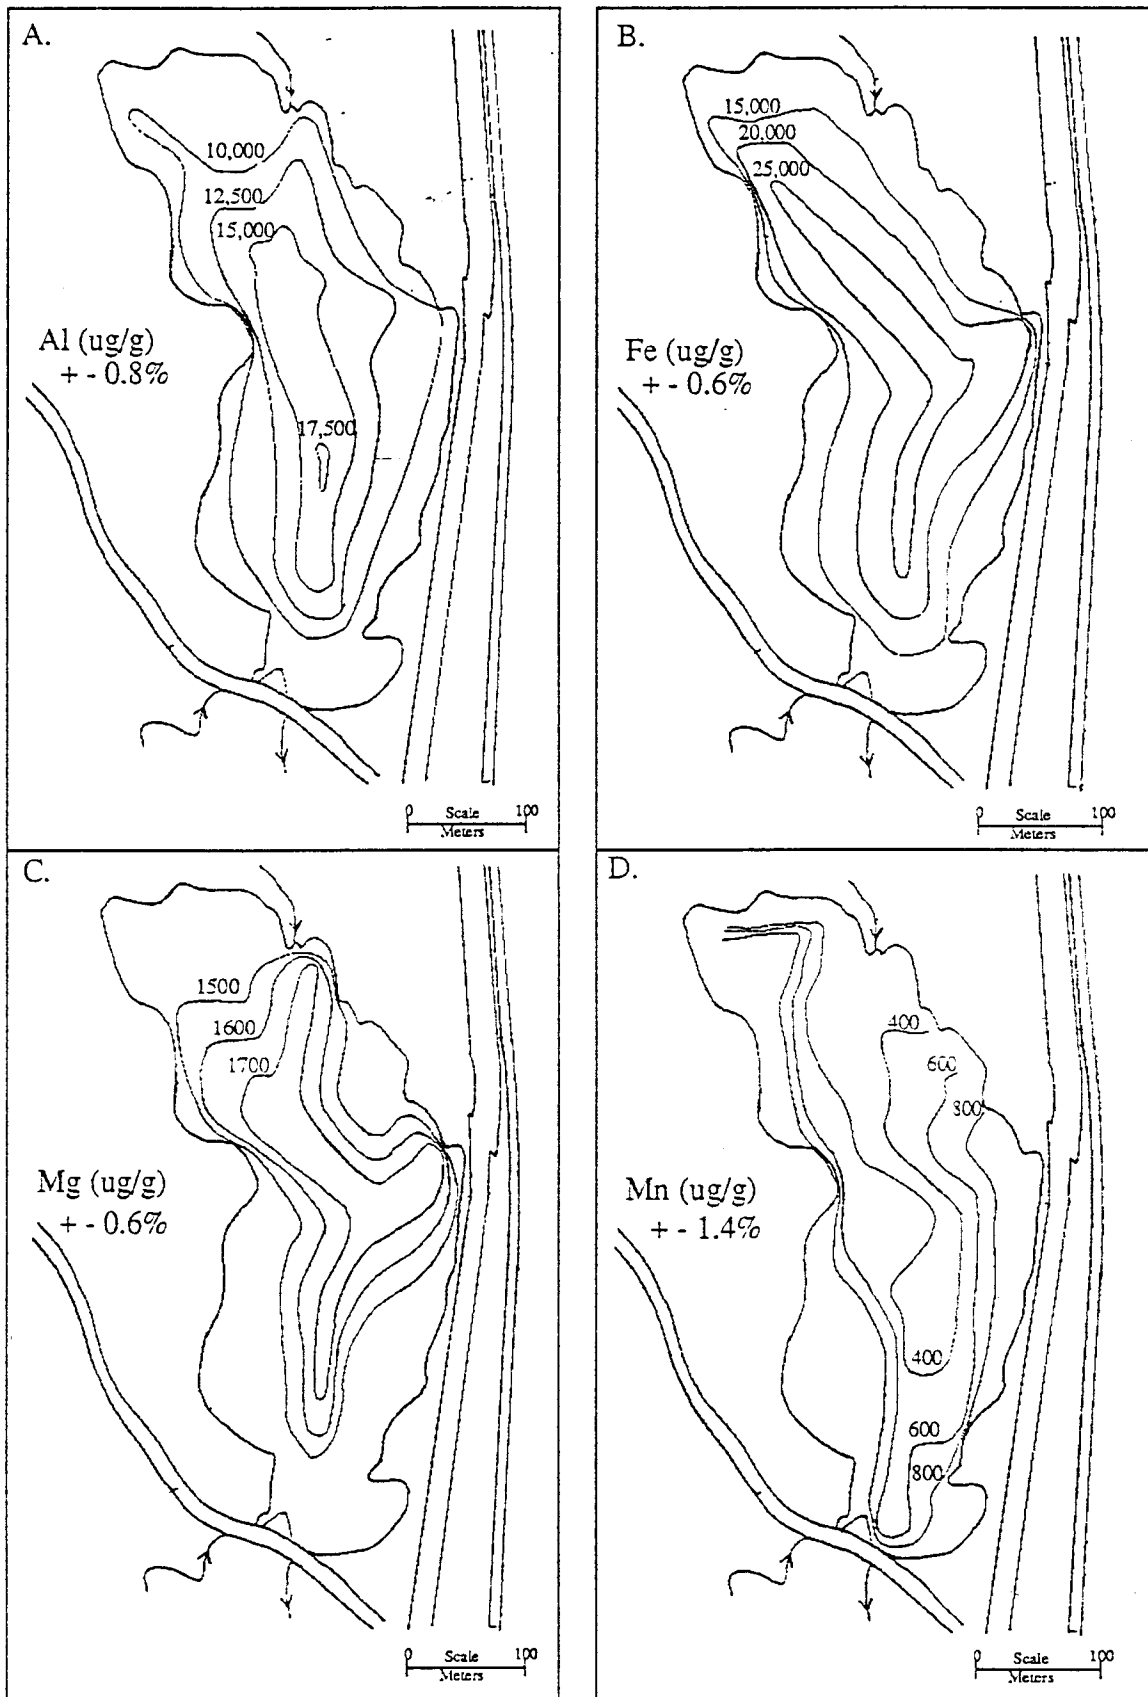 A.
10,000
12,500
15,000
Al (ug/g)
+ - 0.8%
17,500
0 Scale 100
Meters
B.
15,000
20,000
25,000
Fe (ug/g)
+ - 0.6%
0 Scale 100
Meters
C.
1500
1600
1700
Mg (ug/g)
+ - 0.6%
0 Scale 100
Meters
D.
400
600
800
Mn (ug/g)
+ - 1.4%
400
600
800
0 Scale 100
Meters